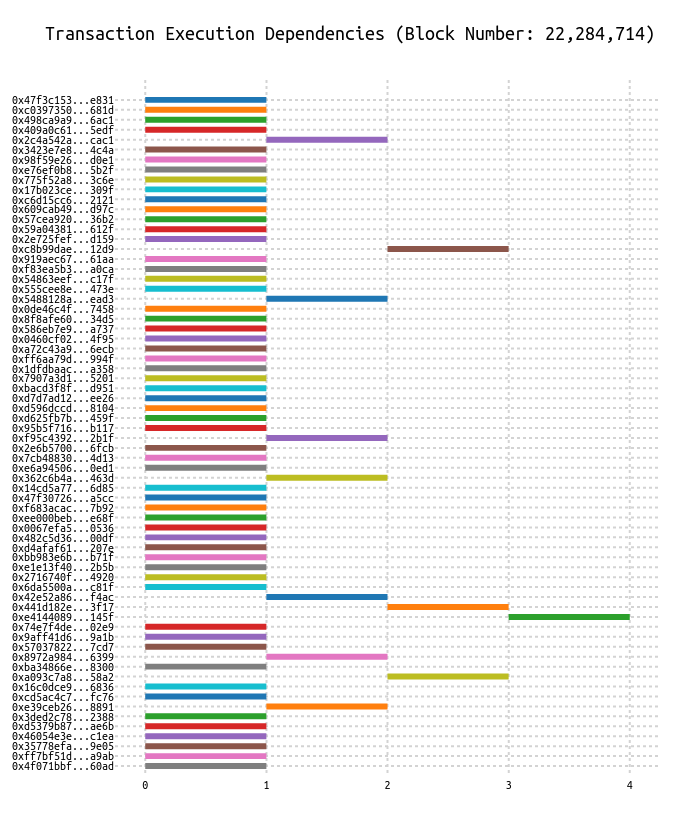 Transaction Execution Dependencies (Block Number: 22,284,714)
0x47f3c153...e831
0xc0397350...681d
0x498ca9a9...6ac1
0x409a0c61...5edf
0x2c4a542a...cac1
0x3423e7e8...4c4a
0x98f59e26...d0e1
0xe76ef0b8...5b2f
0x775f52a8...3c6e
0x17b023ce...309f
0xc6d15cc6...2121
0x609cab49...d97c
0x57cea920...36b2
0x59a04381...612f
0x2e725fef...d159
0xc8b99dae...12d9
0x919aec67...61aa
0xf83ea5b3...a0ca
0x54863eef...c17f
0x555cee8e...473e
0x5488128a...ead3
0x0de46c4f...7458
0x8f8afe60...34d5
0x586eb7e9...a737
0x0460cf02...4f95
0xa72c43a9...6ecb
0xff6aa79d...994f
0x1dfdbaac...a358
0x7907a3d1...5201
0xbacd3f8f...d951
0xd7d7ad12...ee26
0xd596dccd...8104
0xd625fb7b...459f
0x95b5f716...b117
0xf95c4392...2b1f
0x2e6b5700...6fcb
0x7cb48830...4d13
0xe6a94506...0ed1
0x362c6b4a...463d
0x14cd5a77...6d85
0x47f30726...a5cc
0xf683acac...7b92
0xee000beb...e68f
0x0067efa5...0536
0x482c5d36...00df
0xd4afaf61...207e
0xbb983e6b...b71f
0xe1e13f40...2b5b
0x2716740f...4920
0x6da5500a...c81f
0x42e52a86...f4ac
0x441d182e...3f17
0xe4144089...145f
0x74e7f4de...02e9
0x9aff41d6...9a1b
0x57037822...7cd7
0x8972a984...6399
0xba34866e...8300
0xa093c7a8...58a2
0x16c0dce9...6836
0xcd5ac4c7...fc76
0xe39ceb26...8891
0x3ded2c78...2388
0xd5379b87...ae6b
0x46054e3e...c1ea
0x35778efa...9e05
0xff7bf51d...a9ab
0x4f071bbf...60ad
0 1 2 3 4